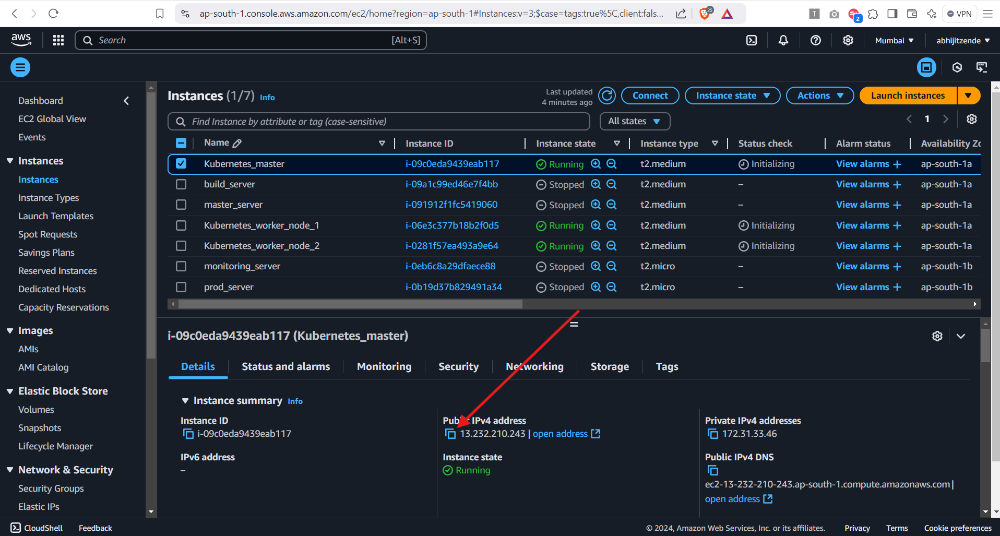 ap-south-1.console.aws.amazon.com/ec2/home?region=ap-south-1#Instances:v=3;$case=tags:true%5C,client:fals...
25
T
2
VPN
aws
Search
[Alt+S]
Mumbai
abhijitzende
Dashboard
EC2 Global View
Events
Instances
Instances
Instance Types
Launch Templates
Spot Requests
Savings Plans
Reserved Instances
Dedicated Hosts
Capacity Reservations
Images
AMIs
AMI Catalog
Elastic Block Store
Volumes
Snapshots
Lifecycle Manager
Network & Security
Security Groups
Elastic IPs
Instances (1/7) Info
Last updated
4 minutes ago
Connect
Instance state
Actions
Launch instances
Find Instance by attribute or tag (case-sensitive)
All states
1
Name Instance ID Instance state Instance type Status check Alarm status Availability Zo
Kubernetes_master i-09c0eda9439eab117 Running t2.medium Initializing View alarms + ap-south-1a
build_server i-09a1c99ed46e7f4bb Stopped t2.medium – View alarms + ap-south-1a
master_server i-091912f1fc5419060 Stopped t2.medium – View alarms + ap-south-1a
Kubernetes_worker_node_1 i-06e3c377b18b2f0d5 Running t2.medium Initializing View alarms + ap-south-1a
Kubernetes_worker_node_2 i-0281f57ea493a9e64 Running t2.medium Initializing View alarms + ap-south-1a
monitoring_server i-0eb6c8a29dfaece88 Stopped t2.micro – View alarms + ap-south-1b
prod_server i-0b19d37b829491a34 Stopped t2.micro – View alarms + ap-south-1b
i-09c0eda9439eab117 (Kubernetes_master)
Details
Status and alarms
Monitoring
Security
Networking
Storage
Tags
Instance summary Info
Instance ID
i-09c0eda9439eab117
Public IPv4 address
13.232.210.243 | open address
Private IPv4 addresses
172.31.33.46
IPv6 address
–
Instance state
Running
Public IPv4 DNS
ec2-13-232-210-243.ap-south-1.compute.amazonaws.com |
open address
CloudShell
Feedback
© 2024, Amazon Web Services, Inc. or its affiliates.
Privacy
Terms
Cookie preferences